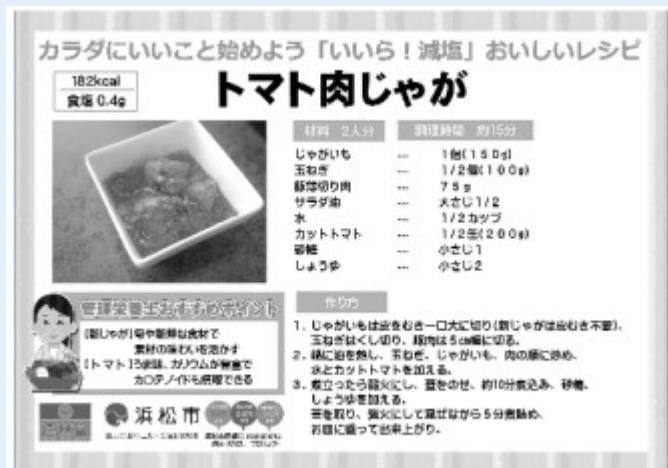 カラダにいいこと始めよう「いいら！減塩」おいしいレシピ
182kcal
食塩 0.4g
トマト肉じゃが
材料 2人分
調理時間 約15分
じゃがいも … 1個(150g)
玉ねぎ … 1/2個(100g)
豚薄切り肉 … 75g
サラダ油 … 大さじ1/2
水 … 1/2カップ
カットトマト … 1/2缶(200g)
砂糖 … 小さじ1
しょうゆ … 小さじ2
管理栄養士おすすめポイント
【新じゃが】旬や新鮮な食材で
素材の味わいを活かす
【トマト】うま味、カリウムが豊富で
カロテノイドも摂取できる
浜松市
作り方
1. じゃがいもは皮をむき一口大に切り(新じゃがは皮むき不要)、
玉ねぎはくし切り、豚肉は5cm幅に切る。
2. 鍋に油を熱し、玉ねぎ、じゃがいも、肉の順に炒め、
水とカットトマトを加える。
3. 煮立ったら弱火にし、蓋をのせ、約10分煮込み、砂糖、
しょうゆを加える。
蓋を取り、強火にして混ぜながら5分煮詰め、
お皿に盛って出来上がり。